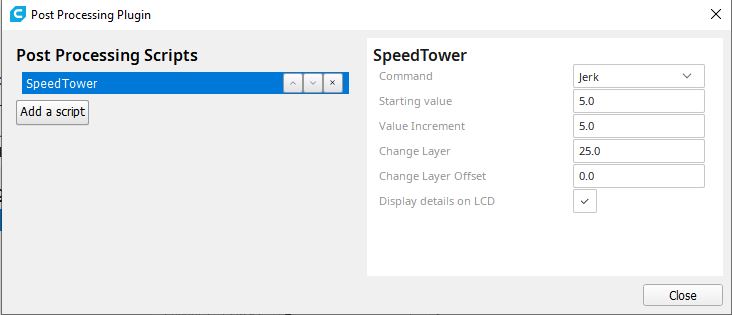 Post Processing Plugin
Post Processing Scripts
SpeedTower
Add a script
SpeedTower
Command
Jerk
Starting value
5.0
Value Increment
5.0
Change Layer
25.0
Change Layer Offset
0.0
Display details on LCD
Close